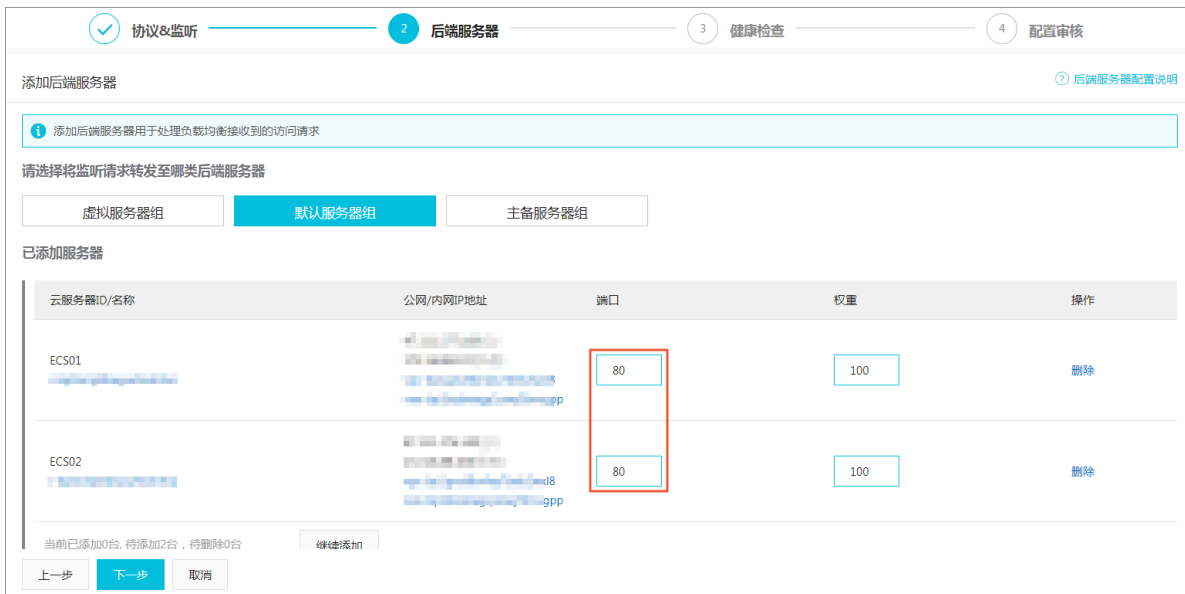 协议&监听 2 后端服务器 3 健康检查 4 配置审核
添加后端服务器 ? 后端服务器配置说明
i 添加后端服务器用于处理负载均衡接收到的访问请求
请选择将监听请求转发至哪类后端服务器
虚拟服务器组 默认服务器组 主备服务器组
已添加服务器
云服务器ID/名称 公网/内网IP地址 端口 权重 操作
ECS01 80 100 删除
ECS02 80 100 删除
当前已添加0台, 待添加2台，待删除0台 继续添加
上一步 下一步 取消